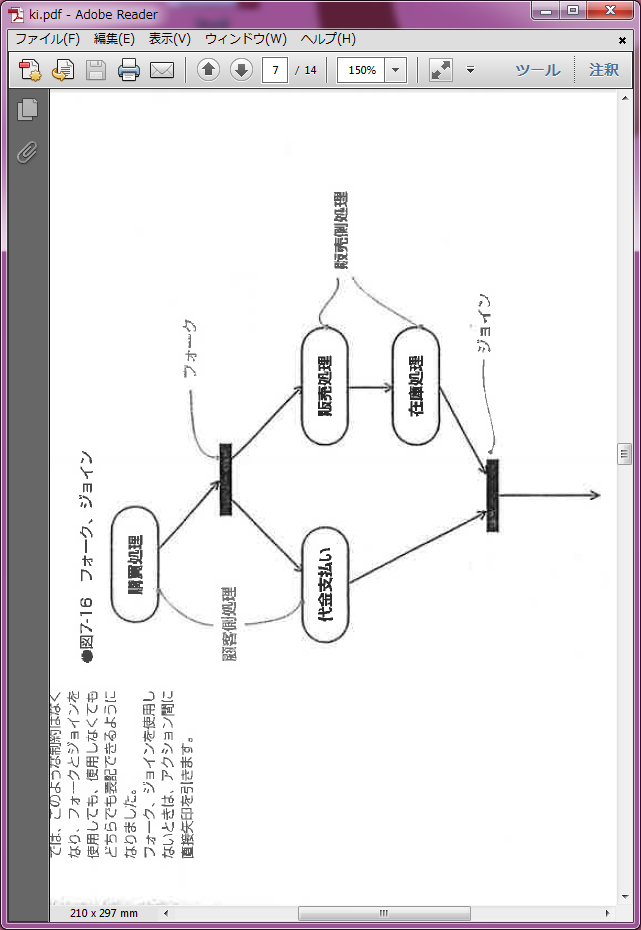 ki.pdf - Adobe Reader
ファイル(F) 編集(E) 表示(V) ウィンドウ(W) ヘルプ(H)
7 / 14 150% ツール 注釈
●図7-16 フォーク、ジョイン
購買処理
フォーク
顧客側処理
代金支払い
販売処理
販売側処理
在庫処理
ジョイン
では、このような制約はなく
なり、フォークとジョインを
使用しても、使用しなくても
どちらでも表記できるように
なりました。
フォーク、ジョインを使用し
ないときは、アクション間に
直接矢印を引きます。
210 x 297 mm